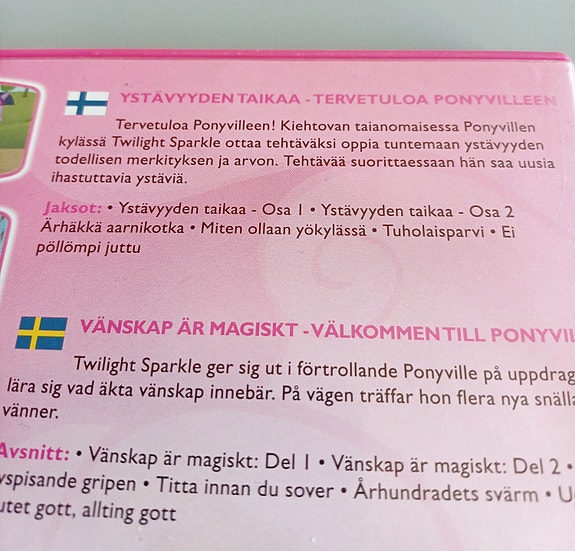 YSTÄVYYDEN TAIKAA - TERVETULOA PONYVILLEEN
Tervetuloa Ponyvilleen! Kiehtovan taianomaisessa Ponyvillen
kylässä Twilight Sparkle ottaa tehtäväksi oppia tuntemaan ystävyyden
todellisen merkityksen ja arvon. Tehtävää suorittaessaan hän saa uusia
ihastuttavia ystäviä.
Jaksot: • Ystävyyden taikaa - Osa 1 • Ystävyyden taikaa - Osa 2
Ärhäkkä aarnikotka • Miten ollaan yökylässä • Tuholaisparvi • Ei
pöllömpi juttu
VÄNSKAP ÄR MAGISKT -VÄLKOMMEN TILL PONYVIL
Twilight Sparkle ger sig ut i förtrollande Ponyville på uppdrag
lära sig vad äkta vänskap innebär. På vägen träffar hon flera nya snälla
vänner.
Avsnitt: • Vänskap är magiskt: Del 1 • Vänskap är magiskt: Del 2 •
vspisande gripen • Titta innan du sover • Århundradets svärm •
utet gott, allting gott